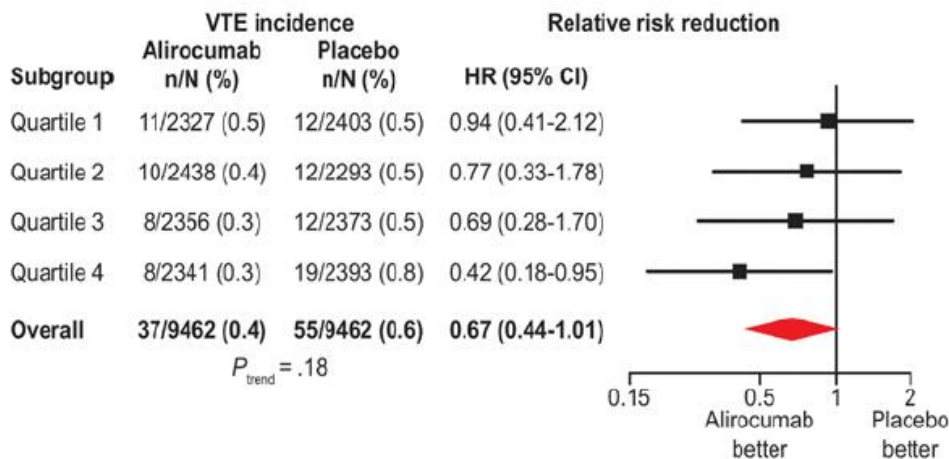 VTE incidence Relative risk reduction
Alirocumab Placebo
Subgroup n/N (%) n/N (%) HR (95% CI)
Quartile 1 11/2327 (0.5) 12/2403 (0.5) 0.94 (0.41-2.12)
Quartile 2 10/2438 (0.4) 12/2293 (0.5) 0.77 (0.33-1.78)
Quartile 3 8/2356 (0.3) 12/2373 (0.5) 0.69 (0.28-1.70)
Quartile 4 8/2341 (0.3) 19/2393 (0.8) 0.42 (0.18-0.95)
Overall 37/9462 (0.4) 55/9462 (0.6) 0.67 (0.44-1.01)
P trend = .18
0.15 0.5 1 2
Alirocumab Placebo
better better